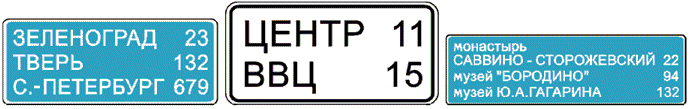 ЗЕЛЕНОГРАД 23
ТВЕРЬ 132
С.-ПЕТЕРБУРГ 679
ЦЕНТР 11
ВВЦ 15
монастырь
САВВИНО - СТОРОЖЕВСКИЙ 22
музей "БОРОДИНО" 94
музей Ю.А.ГАГАРИНА 132